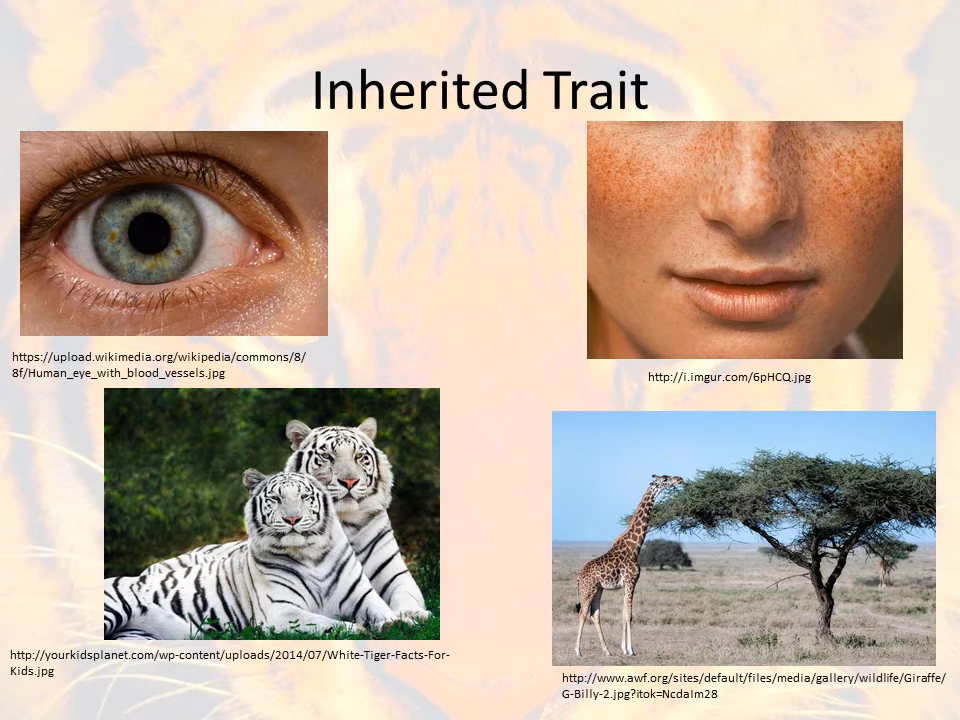 Inherited Trait
https://upload.wikimedia.org/wikipedia/commons/8/
8f/Human_eye_with_blood_vessels.jpg
http://i.imgur.com/6pHCQ.jpg
http://yourkidsplanet.com/wp-content/uploads/2014/07/White-Tiger-Facts-For-
Kids.jpg
http://www.awf.org/sites/default/files/media/gallery/wildlife/Giraffe/
G-Billy-2.jpg?itok=NcdaIm28